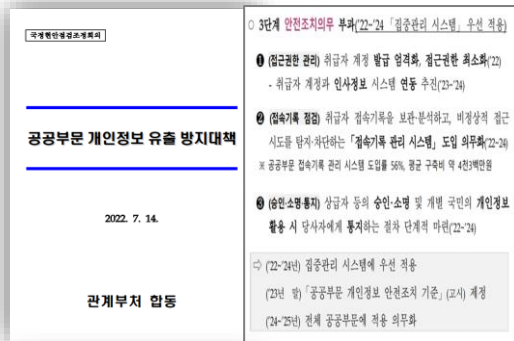 국정현안점검조정회의
공공부문 개인정보 유출 방지대책
2022. 7. 14.
관계부처 합동
○ 3단계 안전조치의무 부과('22~'24 「집중관리 시스템」 우선 적용)
❶ (접근권한 관리) 취급자 계정 발급 엄격화, 접근권한 최소화('22)
- 취급자 계정과 인사정보 시스템 연동 추진('23~'24)
❷ (접속기록 점검) 취급자 접속기록을 보관·분석하고, 비정상적 접근
시도를 탐지·차단하는 「접속기록 관리 시스템」 도입 의무화('22~'24)
※ 공공부문 접속기록 관리 시스템 도입률 56%, 평균 구축비 약 4천3백만원
❸ (승인·소명·통지) 상급자 등의 승인·소명 및 개별 국민의 개인정보
활용 시 당사자에게 통지하는 절차 단계적 마련('22~'24)
⇨ ('22~'24년) 집중관리 시스템에 우선 적용
('23년 말) 「공공부문 개인정보 안전조치 기준」(고시) 제정
('24~'25년) 전체 공공부문에 적용 의무화